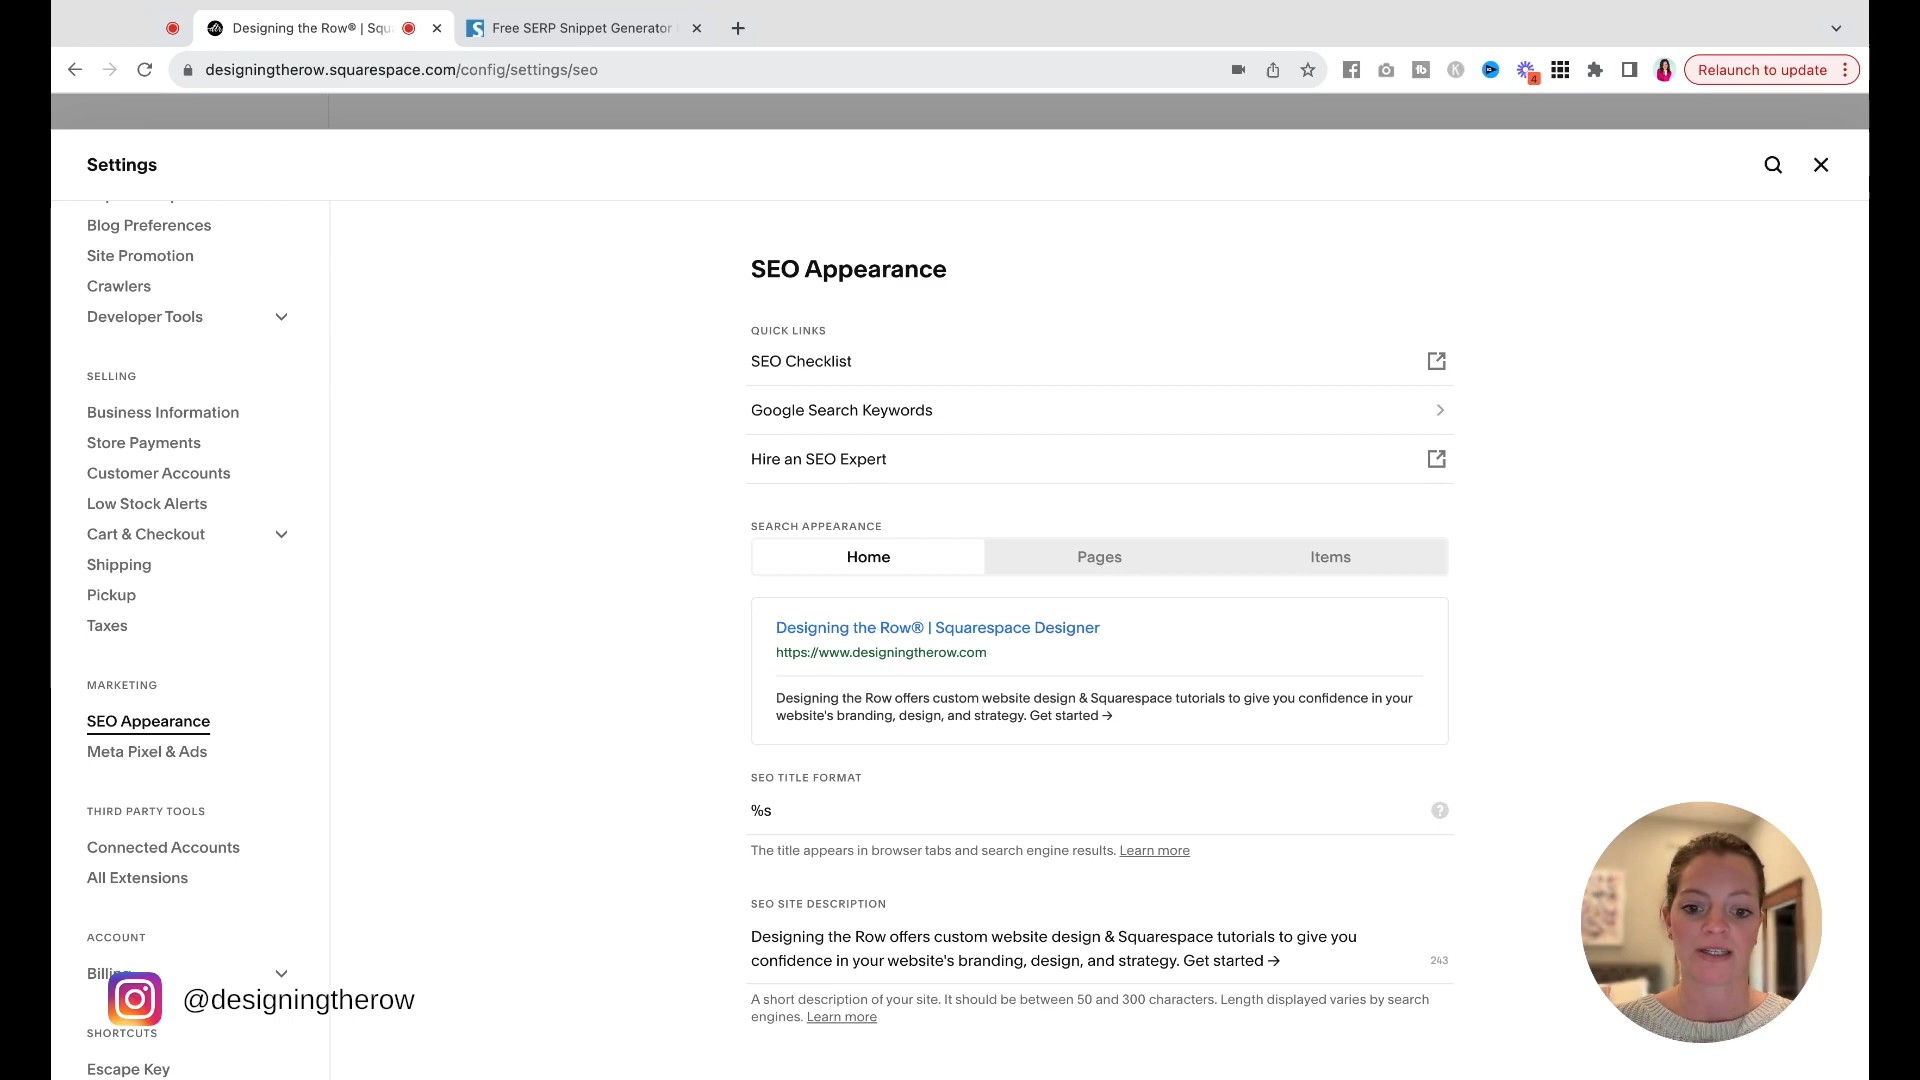 Designing the Row® | Squ
Free SERP Snippet Generator
designingtherow.squarespace.com/config/settings/seo
4
Relaunch to update
Settings
Blog Preferences
Site Promotion
Crawlers
Developer Tools
SELLING
Business Information
Store Payments
Customer Accounts
Low Stock Alerts
Cart & Checkout
Shipping
Pickup
Taxes
MARKETING
SEO Appearance
Meta Pixel & Ads
THIRD PARTY TOOLS
Connected Accounts
All Extensions
ACCOUNT
@designingtherow
SHORTCUTS
Escape Key
SEO Appearance
QUICK LINKS
SEO Checklist
Google Search Keywords
Hire an SEO Expert
SEARCH APPEARANCE
Home Pages Items
Designing the Row® | Squarespace Designer
https://www.designingtherow.com
Designing the Row offers custom website design & Squarespace tutorials to give you confidence in your
website's branding, design, and strategy. Get started →
SEO TITLE FORMAT
%s
?
The title appears in browser tabs and search engine results. Learn more
SEO SITE DESCRIPTION
Designing the Row offers custom website design & Squarespace tutorials to give you
confidence in your website's branding, design, and strategy. Get started →
243
A short description of your site. It should be between 50 and 300 characters. Length displayed varies by search
engines. Learn more